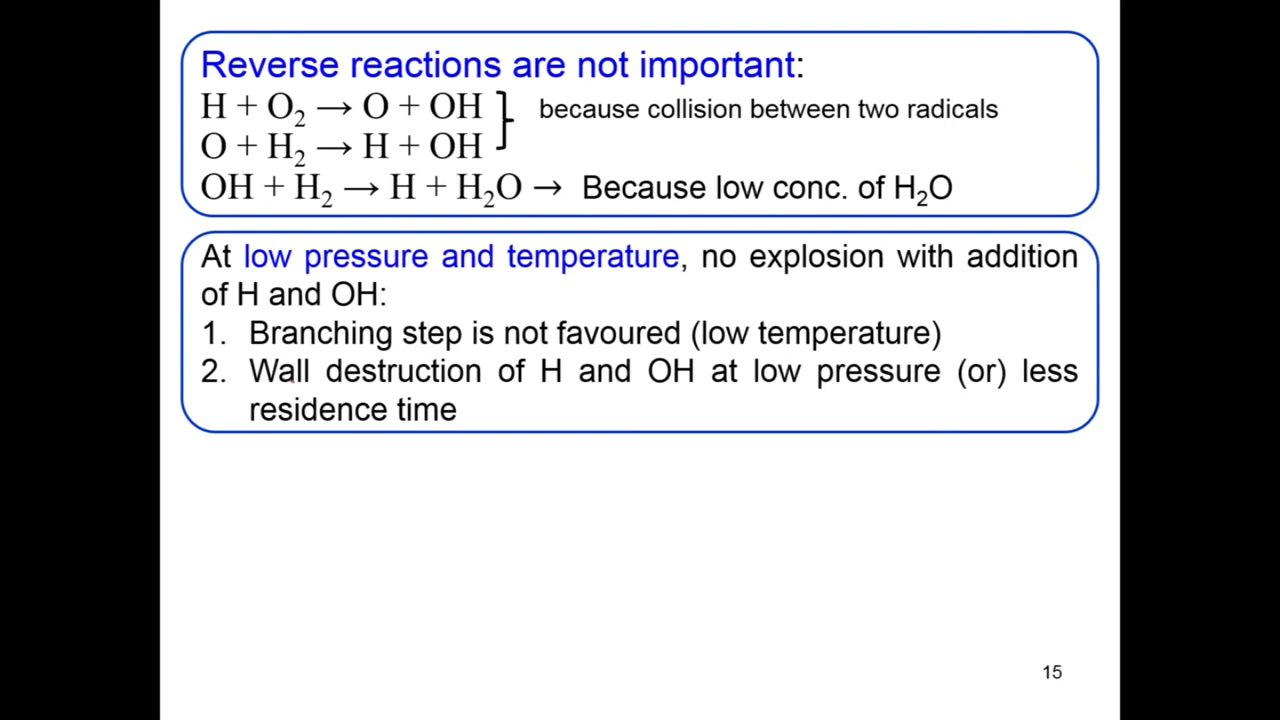 Reverse reactions are not important:
H + O₂ → O + OH
because collision between two radicals
O + H₂ → H + OH
OH + H₂ → H + H₂O → Because low conc. of H₂O
At low pressure and temperature, no explosion with addition
of H and OH:
1. Branching step is not favoured (low temperature)
2. Wall destruction of H and OH at low pressure (or) less
residence time
15